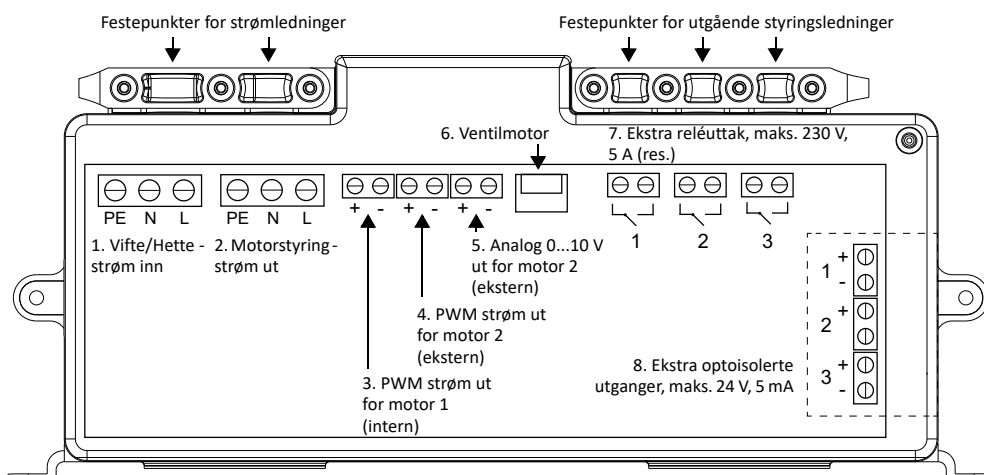 Festepunkter for strømledninger
Festepunkter for utgående styringsledninger
6. Ventilmotor
7. Ekstra reléuttak, maks. 230 V,
5 A (res.)
PE N L
PE N L
+ - + - + -
1 2 3
1. Vifte/Hette -
strøm inn
2. Motorstyring -
strøm ut
5. Analog 0...10 V
ut for motor 2
(ekstern)
4. PWM strøm ut
for motor 2
(ekstern)
3. PWM strøm ut
for motor 1
(intern)
8. Ekstra optoisolerte
utganger, maks. 24 V, 5 mA
1 + -
2 + -
3 + -